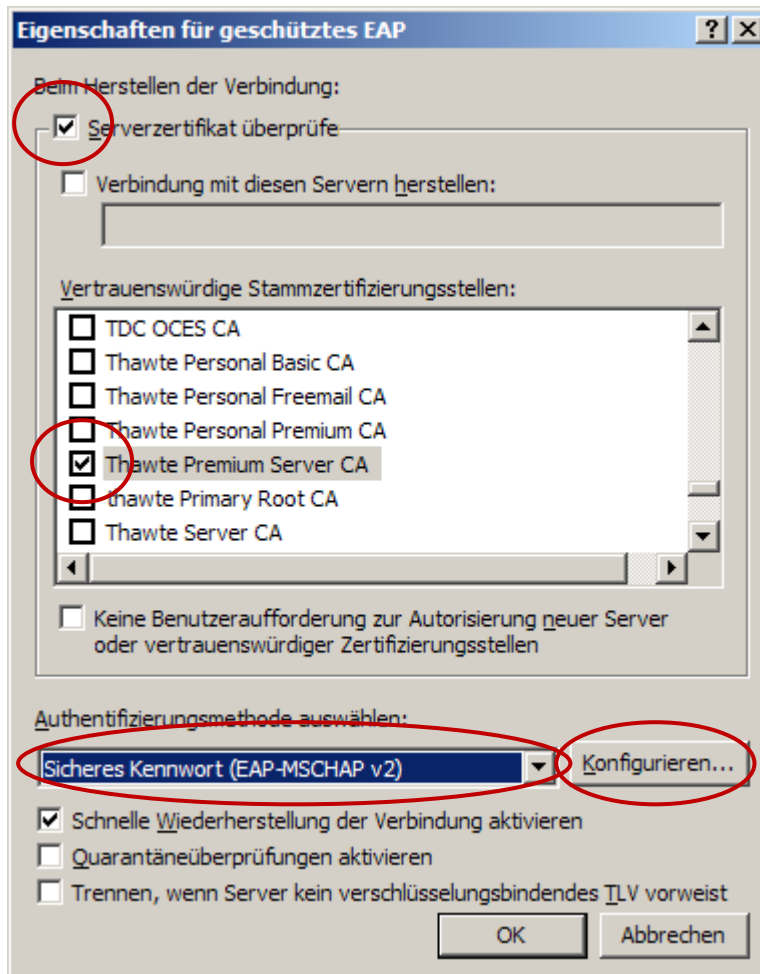 Eigenschaften für geschütztes EAP
Beim Herstellen der Verbindung:
Serverzertifikat überprüfe
Verbindung mit diesen Servern herstellen:
Vertrauenswürdige Stammzertifizierungsstellen:
TDC OCES CA
Thawte Personal Basic CA
Thawte Personal Freemail CA
Thawte Personal Premium CA
Thawte Premium Server CA
thawte Primary Root CA
Thawte Server CA
Keine Benutzeraufforderung zur Autorisierung neuer Server
oder vertrauenswürdiger Zertifizierungsstellen
Authentifizierungsmethode auswählen:
Sicheres Kennwort (EAP-MSCHAP v2)
Konfigurieren...
Schnelle Wiederherstellung der Verbindung aktivieren
Quarantäneüberprüfungen aktivieren
Trennen, wenn Server kein verschlüsselungsbindendes TLV vorweist
OK
Abbrechen